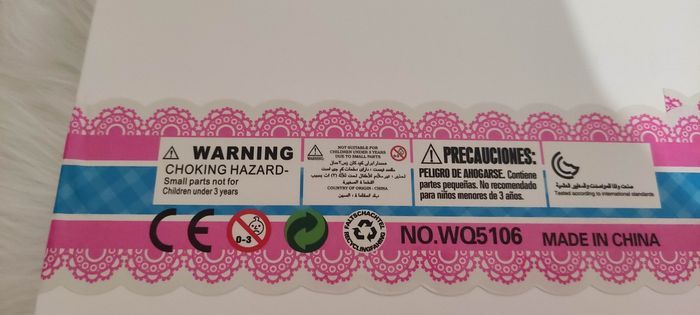 WARNING
CHOKING HAZARD-
Small parts not for
Children under 3 years
NOT SUITABLE FOR
CHILDREN UNDER 3 YEARS
DUE TO SMALL PARTS
COUNTRY OF ORIGIN : CHINA
PRECAUCIONES:
PELIGRO DE AHOGARSE. Contiene
partes pequeñas. No recomendado
para niños menores de 3 años.
Tested according to international standards
CE
0-3
FALTSCHACHTEL
RECYCLINGFÄHIG
NO.WQ5106
MADE IN CHINA